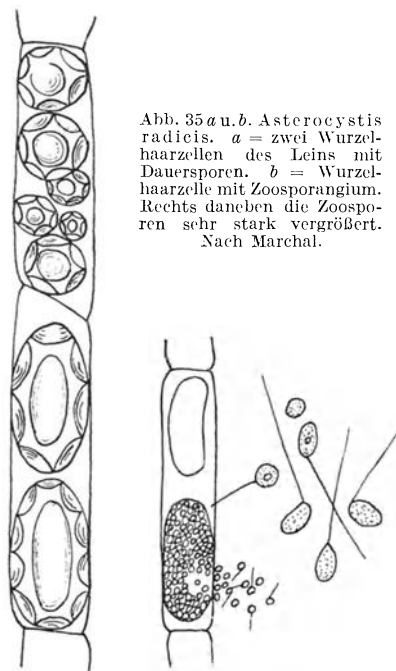 Abb. 35 a u. b. Asterocystis
radicis. a = zwei Wurzel-
haarzellen des Leins mit
Dauersporen. b = Wurzel-
haarzelle mit Zoosporangium.
Rechts daneben die Zoospo-
ren sehr stark vergrößert.
Nach Marchal.